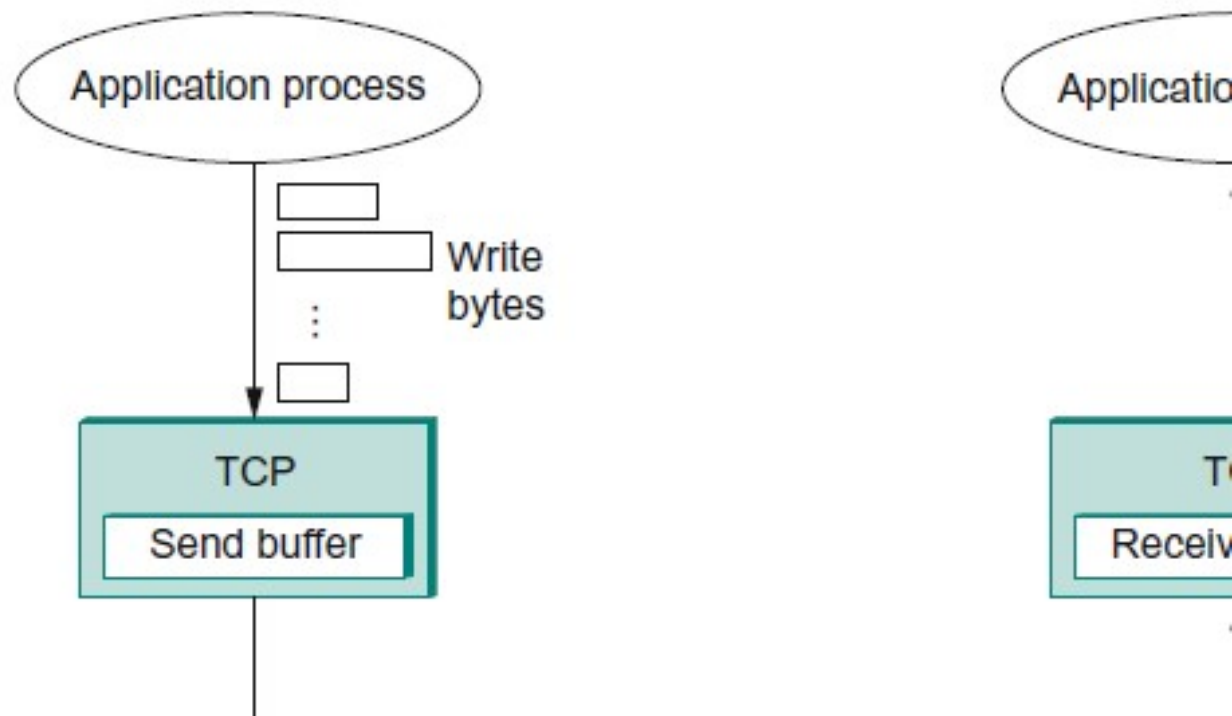 Application process
Write
bytes
TCP
Send buffer